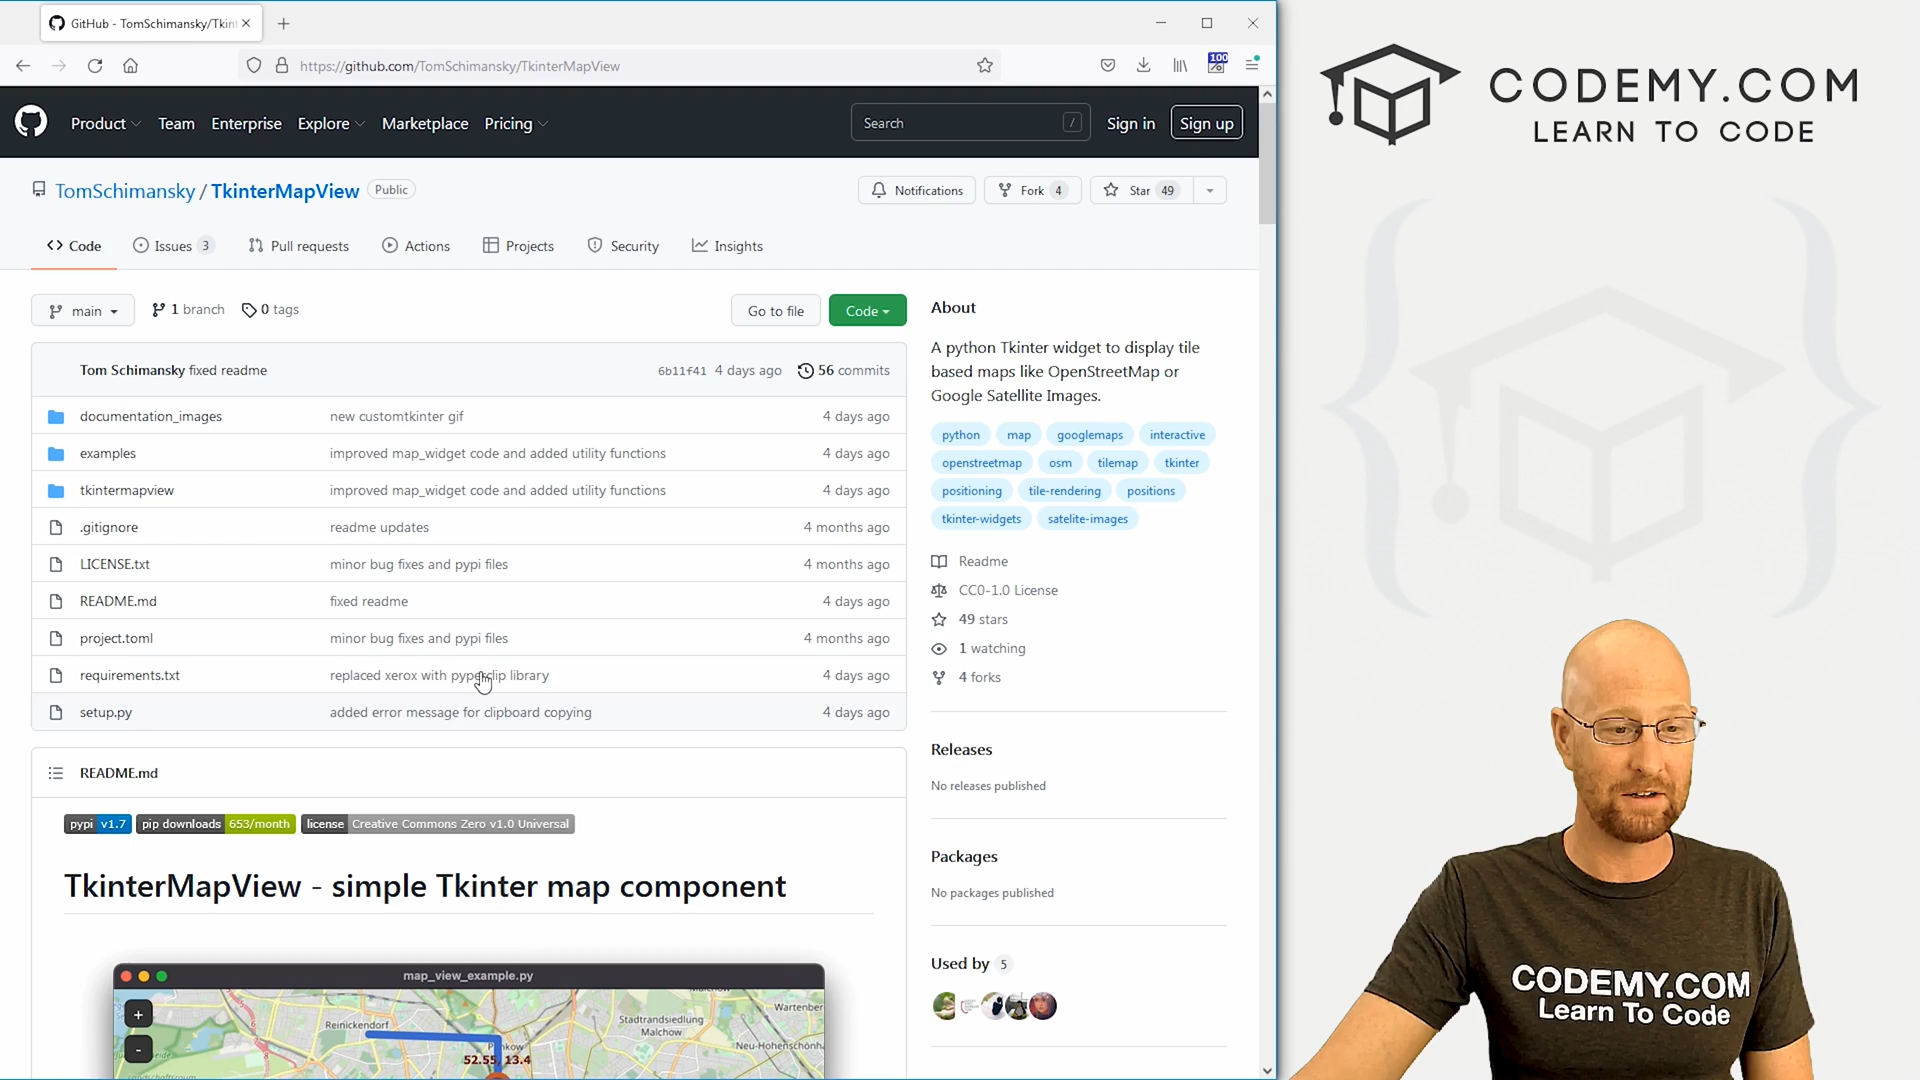 GitHub - TomSchimansky/Tkint
https://github.com/TomSchimansky/TkinterMapView
100
Product
Team
Enterprise
Explore
Marketplace
Pricing
Search
/
Sign in
Sign up
TomSchimansky / TkinterMapView
Public
Notifications
Fork 4
Star 49
Code
Issues 3
Pull requests
Actions
Projects
Security
Insights
main
1 branch
0 tags
Go to file
Code
Tom Schimansky fixed readme
6b11f41 4 days ago
56 commits
documentation_images new customtkinter gif 4 days ago
examples improved map_widget code and added utility functions 4 days ago
tkintermapview improved map_widget code and added utility functions 4 days ago
.gitignore readme updates 4 months ago
LICENSE.txt minor bug fixes and pypi files 4 months ago
README.md fixed readme 4 days ago
project.toml minor bug fixes and pypi files 4 months ago
requirements.txt replaced xerox with pyperclip library 4 days ago
setup.py added error message for clipboard copying 4 days ago
README.md
pypi v1.7 pip downloads 653/month license Creative Commons Zero v1.0 Universal
TkinterMapView - simple Tkinter map component
map_view_example.py
+
-
Reinickendorf
Pankow
52.55, 13.4
Stadtrandsiedlung
Malchow
Wartenber
Neu-Hohenschönha
About
A python Tkinter widget to display tile
based maps like OpenStreetMap or
Google Satellite Images.
python map googlemaps interactive
openstreetmap osm tilemap tkinter
positioning tile-rendering positions
tkinter-widgets satelite-images
Readme
CC0-1.0 License
49 stars
1 watching
4 forks
Releases
No releases published
Packages
No packages published
Used by 5
CODEMY.COM
LEARN TO CODE
CODEMY.COM
Learn To Code